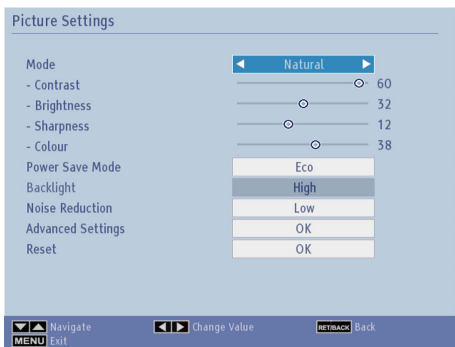 Picture Settings
Mode Natural
- Contrast 60
- Brightness 32
- Sharpness 12
- Colour 38
Power Save Mode Eco
Backlight High
Noise Reduction Low
Advanced Settings OK
Reset OK
Navigate Change Value RET/BACK Back
MENU Exit